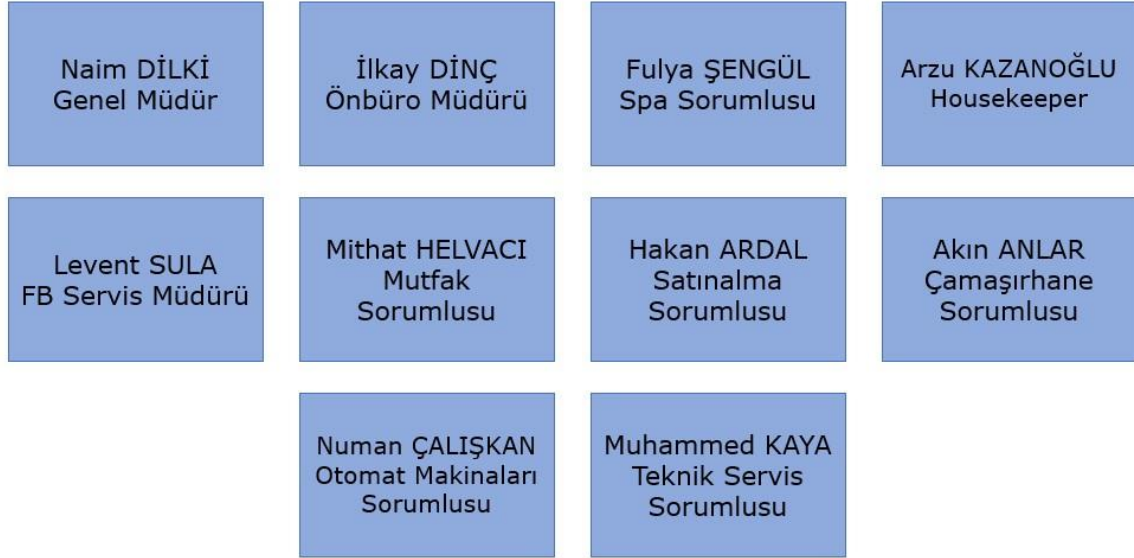 Naim DİLKİ
Genel Müdür
İlkay DİNÇ
Önbüro Müdürü
Fulya ŞENGÜL
Spa Sorumlusu
Arzu KAZANOĞLU
Housekeeper
Levent SULA
FB Servis Müdürü
Mithat HELVACI
Mutfak
Sorumlusu
Hakan ARDAL
Satınalma
Sorumlusu
Akın ANLAR
Çamaşırhane
Sorumlusu
Numan ÇALIŞKAN
Otomat Makinaları
Sorumlusu
Muhammed KAYA
Teknik Servis
Sorumlusu